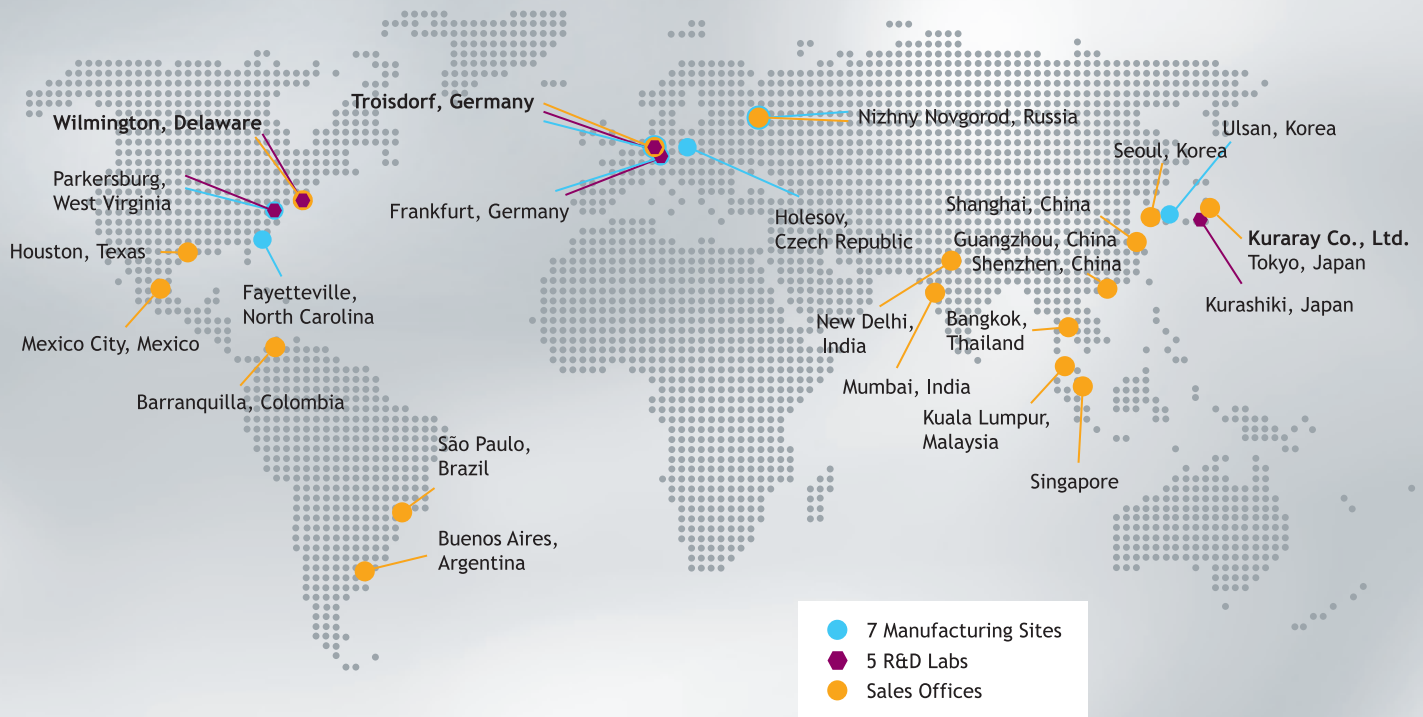 Troisdorf, Germany
Wilmington, Delaware
Nizhny Novgorod, Russia
Ulsan, Korea
Seoul, Korea
Parkersburg,
West Virginia
Frankfurt, Germany
Holesov,
Czech Republic
Shanghai, China
Guangzhou, China
Shenzhen, China
Kuraray Co., Ltd.
Tokyo, Japan
Houston, Texas
Fayetteville,
North Carolina
Kurashiki, Japan
Mexico City, Mexico
New Delhi,
India
Bangkok,
Thailand
Mumbai, India
Barranquilla, Colombia
Kuala Lumpur,
Malaysia
São Paulo,
Brazil
Singapore
Buenos Aires,
Argentina
7 Manufacturing Sites
5 R&D Labs
Sales Offices